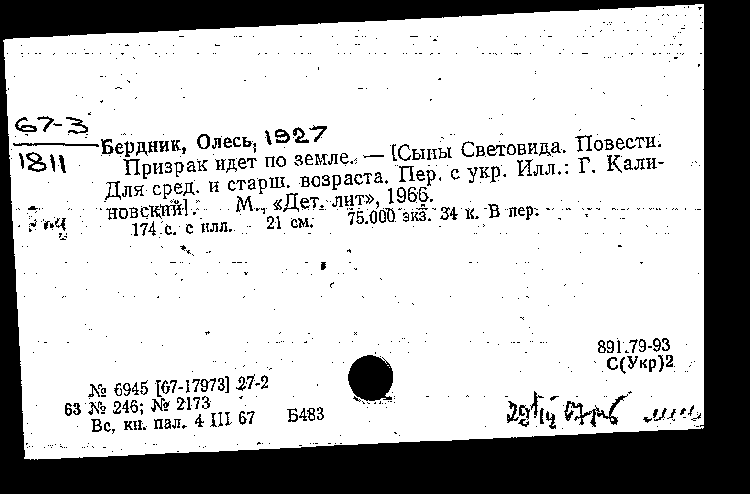 67-3
1811
Бердник, Олесь, 1927
Призрак идет по земле. — [Сыны Световида. Повести.
Для сред. и старш. возраста. Пер. с укр. Илл.: Г. Кали-
новский]. М., «Дет. лит», 1966.
174 с. с илл. 21 см. 75.000 экз. 34 к. В пер.
891.79-93
С(Укр)2
№ 6945 [67-17973] 27-2
63 № 246; № 2173
Вс. кн. пал. 4 III 67 Б483